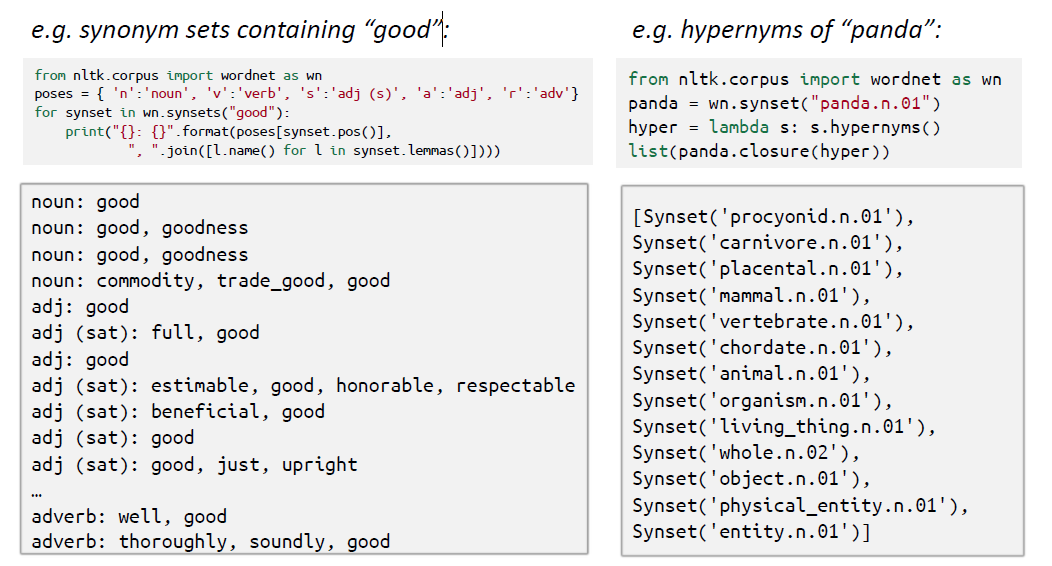 e.g. synonym sets containing “good”:
from nltk.corpus import wordnet as wn
poses = { 'n':'noun', 'v':'verb', 's':'adj (s)', 'a':'adj', 'r':'adv'}
for synset in wn.synsets("good"):
    print("{}: {}".format(poses[synset.pos()],
            ", ".join([l.name() for l in synset.lemmas()])))
noun: good
noun: good, goodness
noun: good, goodness
noun: commodity, trade_good, good
adj: good
adj (sat): full, good
adj: good
adj (sat): estimable, good, honorable, respectable
adj (sat): beneficial, good
adj (sat): good
adj (sat): good, just, upright
…
adverb: well, good
adverb: thoroughly, soundly, good
e.g. hypernyms of “panda”:
from nltk.corpus import wordnet as wn
panda = wn.synset("panda.n.01")
hyper = lambda s: s.hypernyms()
list(panda.closure(hyper))
[Synset('procyonid.n.01'),
Synset('carnivore.n.01'),
Synset('placental.n.01'),
Synset('mammal.n.01'),
Synset('vertebrate.n.01'),
Synset('chordate.n.01'),
Synset('animal.n.01'),
Synset('organism.n.01'),
Synset('living_thing.n.01'),
Synset('whole.n.02'),
Synset('object.n.01'),
Synset('physical_entity.n.01'),
Synset('entity.n.01')]